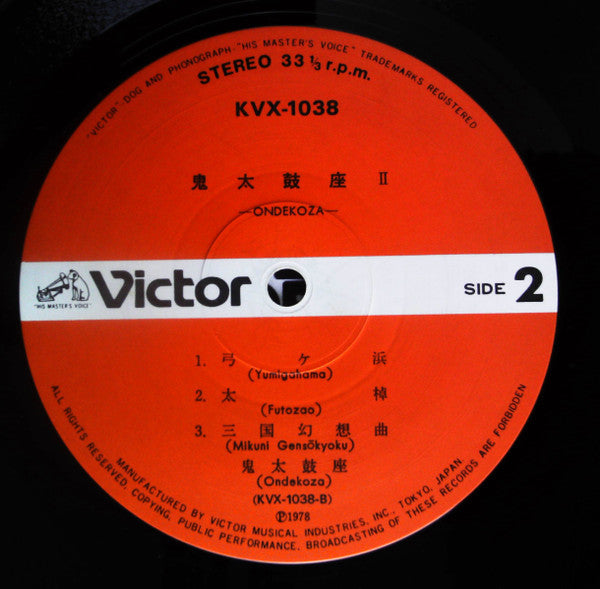 "VICTOR" DOG AND PHONOGRAPH·"HIS MASTER'S VOICE" TRADEMARKS REGISTERED
STEREO 33 1/3 r.p.m.
KVX-1038
鬼太鼓座 II
—ONDEKOZA—
"HIS MASTER'S VOICE"
Victor
SIDE 2
1. 弓ケ浜
(Yumigahama)
2. 太棹
(Futozao)
3. 三国幻想曲
(Mikuni Gensōkyoku)
鬼太鼓座
(Ondekoza)
(KVX-1038-B)
Ⓟ1978
MANUFACTURED BY VICTOR MUSICAL INDUSTRIES, INC., TOKYO, JAPAN
ALL RIGHTS RESERVED, COPYING, PUBLIC PERFORMANCE, BROADCASTING OF THESE RECORDS ARE FORBIDDEN